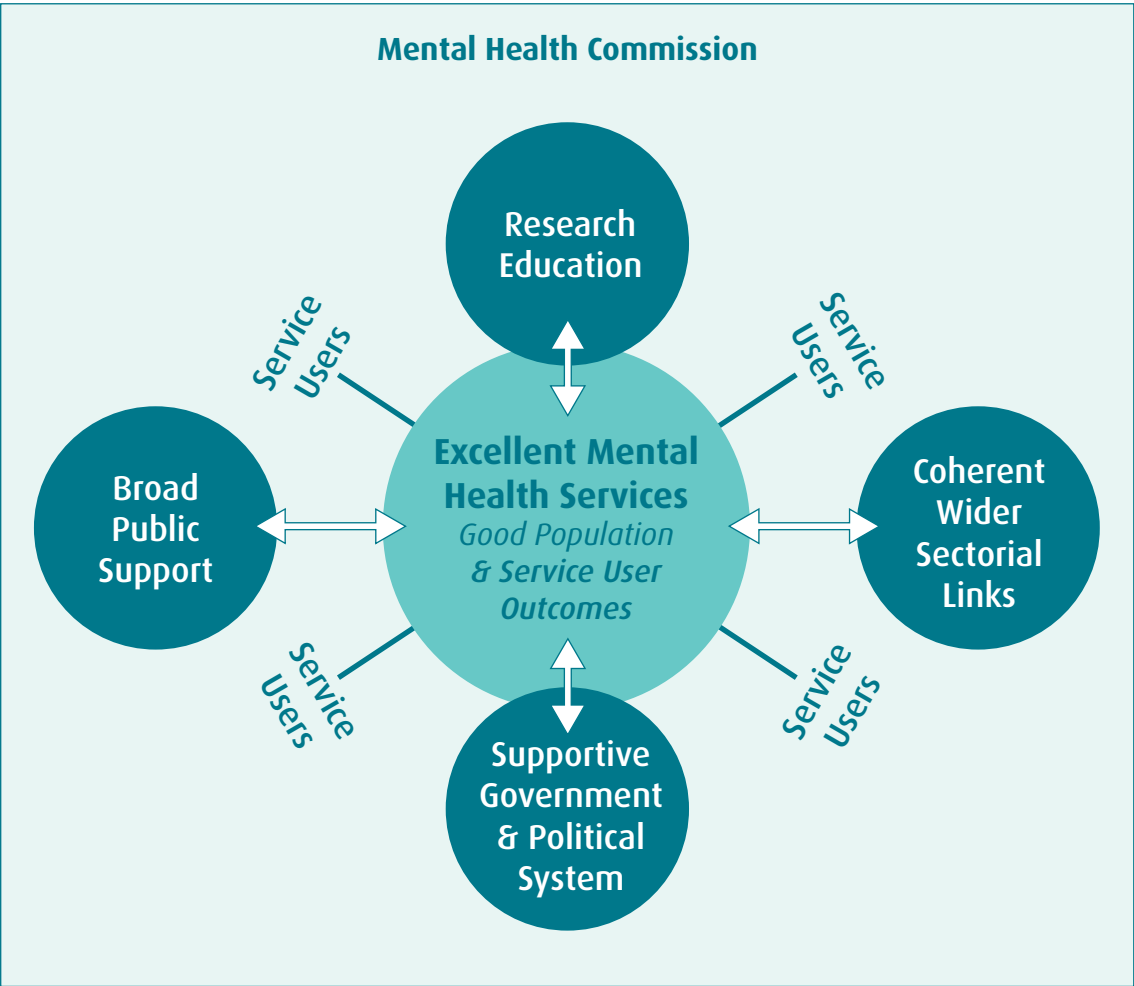 Mental Health Commission
Research
Education
Service
Users
Service
Users
Broad
Public
Support
Excellent Mental
Health Services
Good Population
& Service User
Outcomes
Coherent
Wider
Sectorial
Links
Service
Users
Service
Users
Supportive
Government
& Political
System